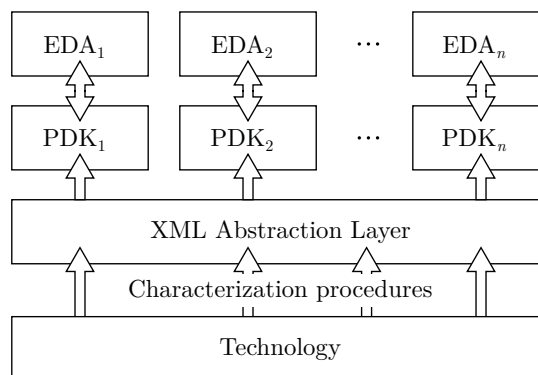 EDA₁ EDA₂ ... EDAₙ
PDK₁ PDK₂ ... PDKₙ
XML Abstraction Layer
Characterization procedures
Technology